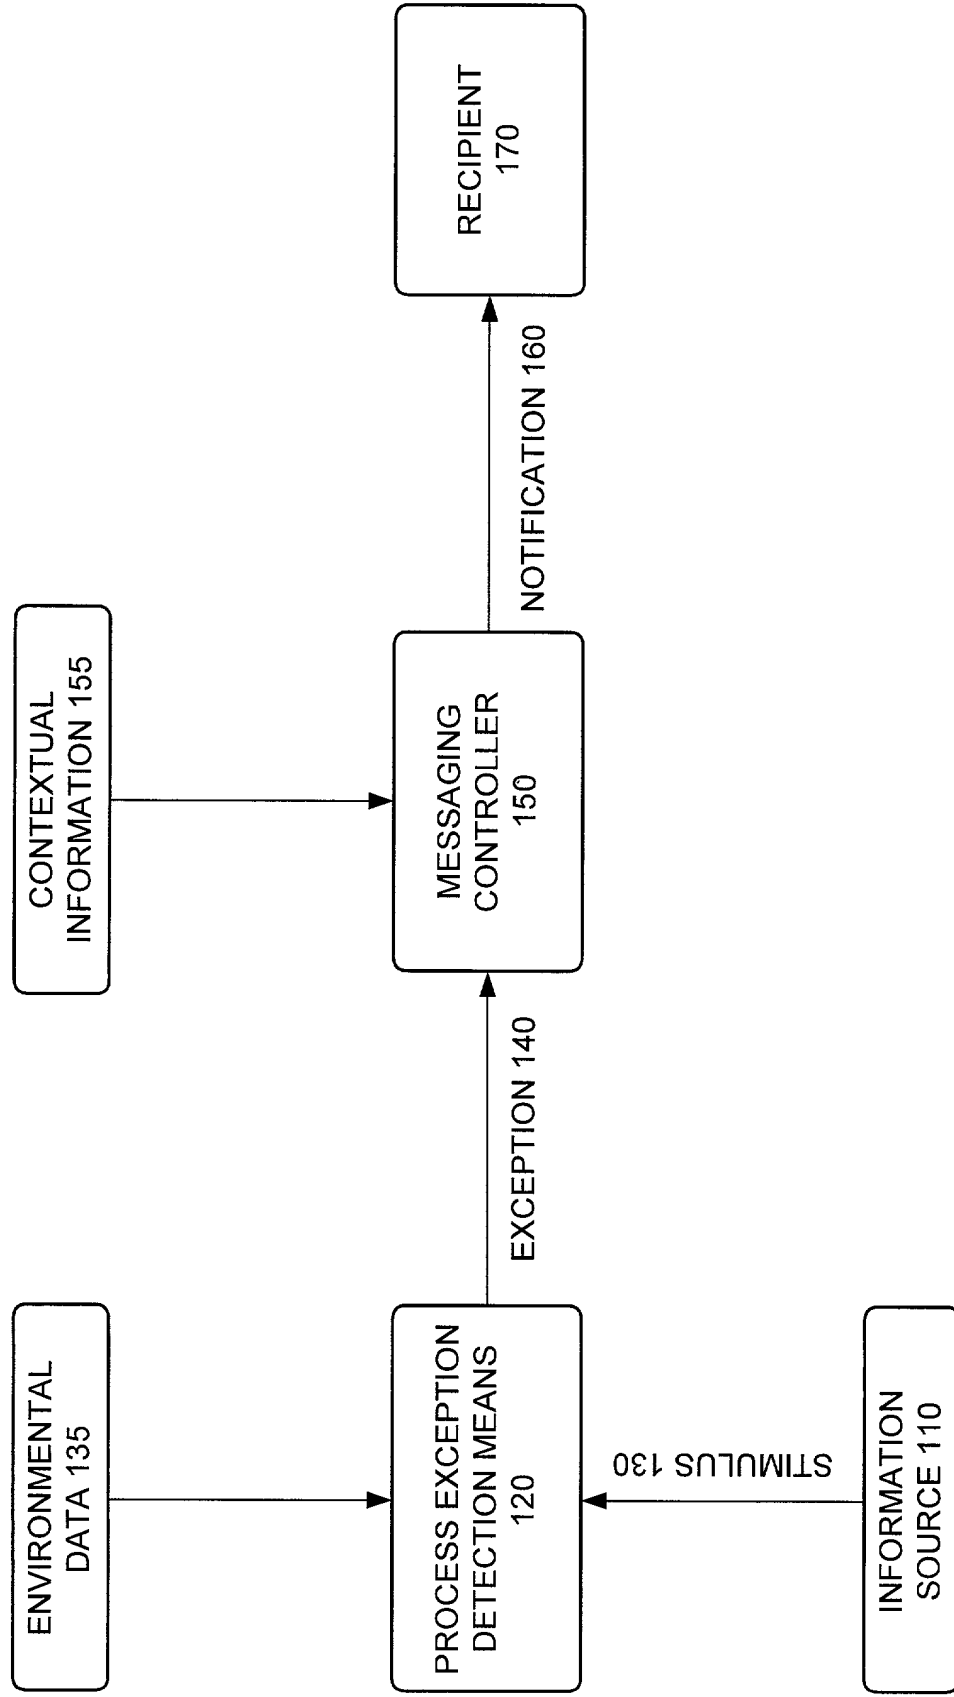 ENVIRONMENTAL
DATA 135
CONTEXTUAL
INFORMATION 155
PROCESS EXCEPTION
DETECTION MEANS
120
EXCEPTION 140
MESSAGING
CONTROLLER
150
NOTIFICATION 160
RECIPIENT
170
STIMULUS 130
INFORMATION
SOURCE 110